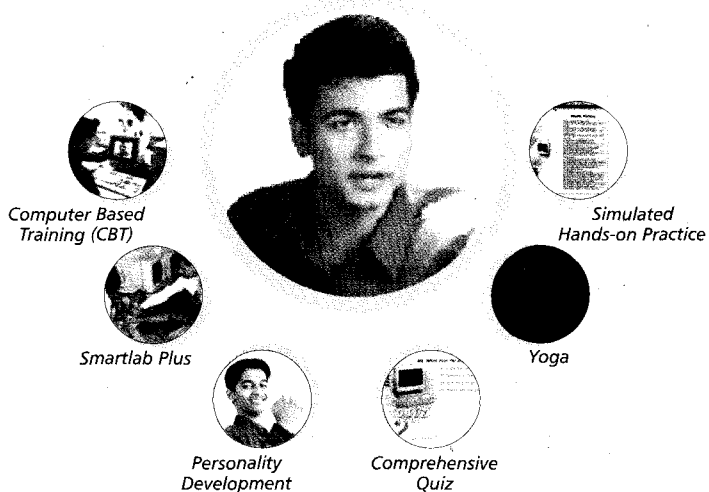 Computer Based
Training (CBT)
Simulated
Hands-on Practice
Smartlab Plus
Yoga
Personality
Development
Comprehensive
Quiz